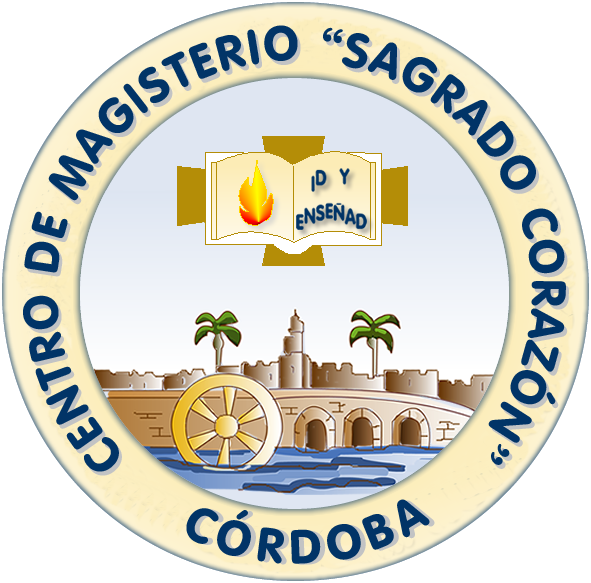 CENTRO DE MAGISTERIO “SAGRADO CORAZÓN“
ID Y
ENSEÑAD
CÓRDOBA